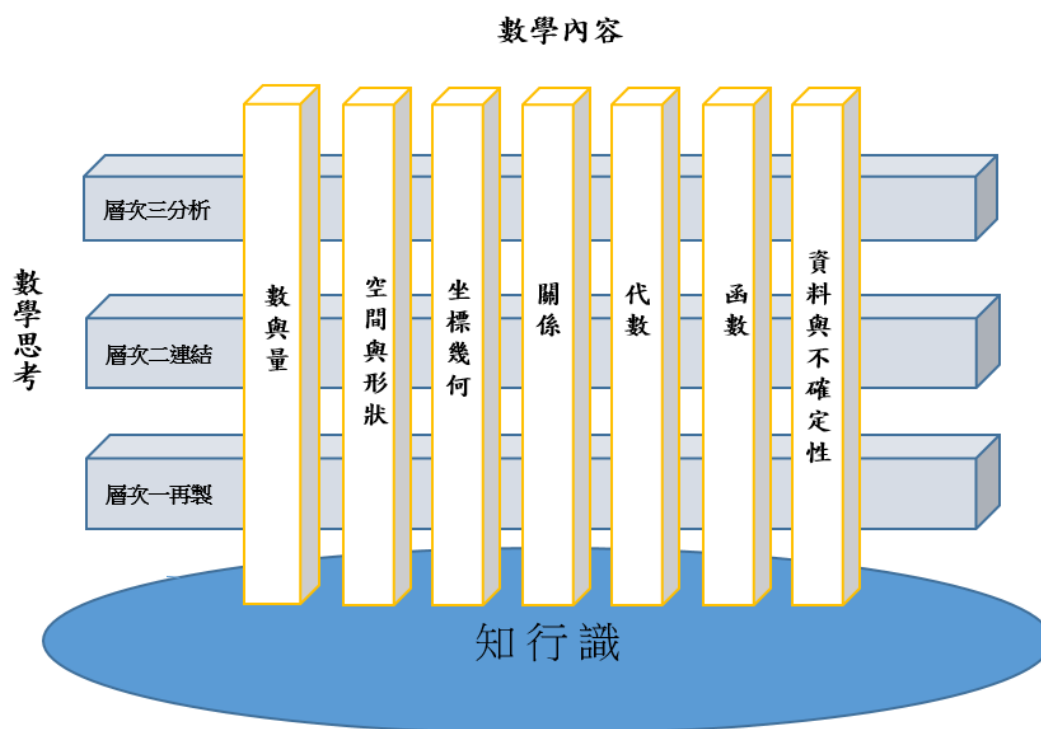 數學內容
數學思考
層次三分析
層次二連結
層次一再製
數與量
空間與形狀
坐標幾何
關係
代數
函數
資料與不確定性
知行識